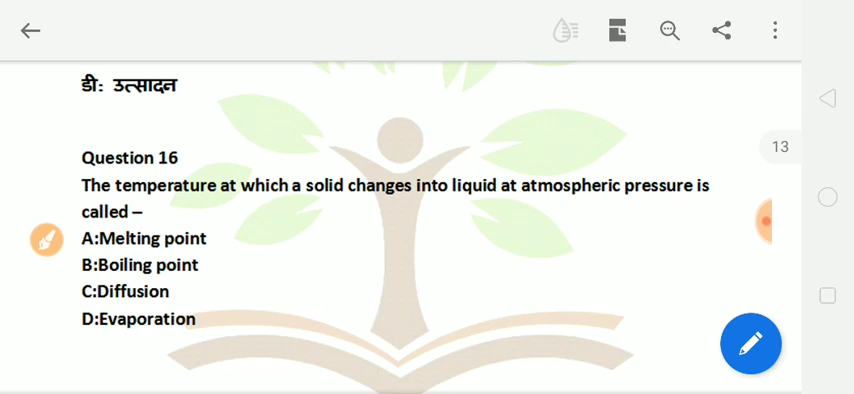 डी: उत्सादन
13
Question 16
The temperature at which a solid changes into liquid at atmospheric pressure is
called –
A:Melting point
B:Boiling point
C:Diffusion
D:Evaporation